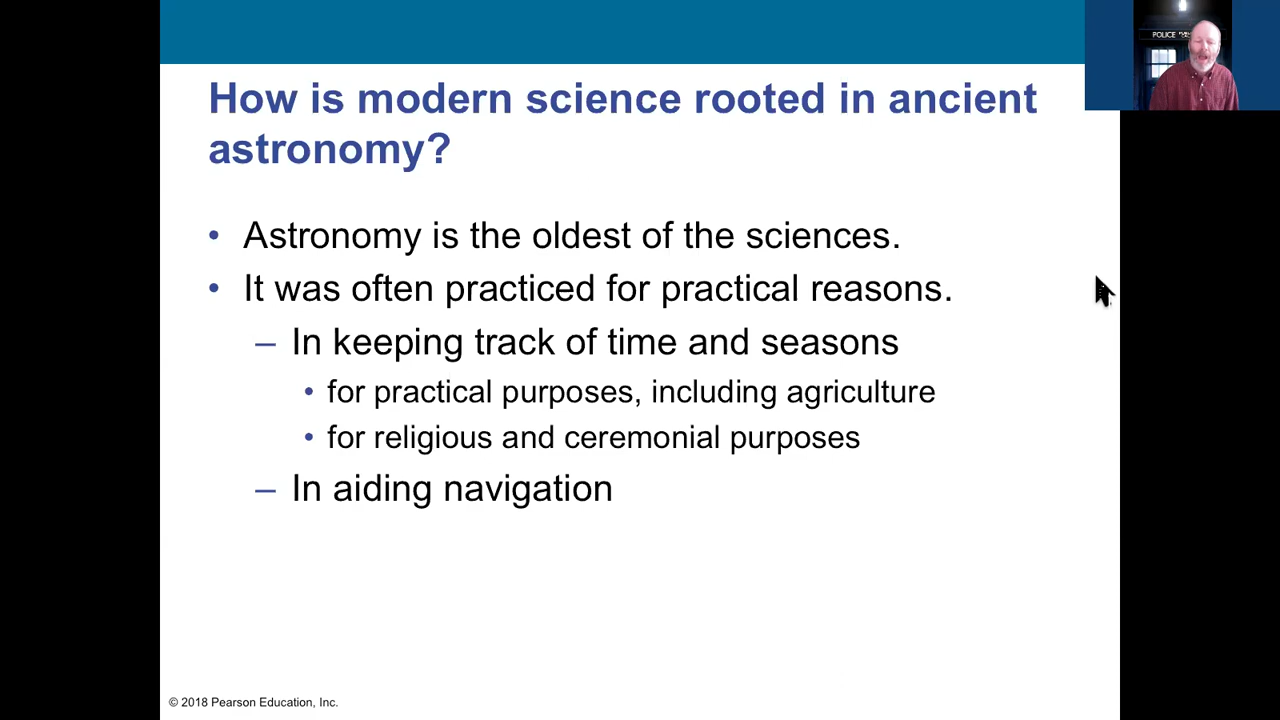 How is modern science rooted in ancient
astronomy?
• Astronomy is the oldest of the sciences.
• It was often practiced for practical reasons.
– In keeping track of time and seasons
• for practical purposes, including agriculture
• for religious and ceremonial purposes
– In aiding navigation
© 2018 Pearson Education, Inc.
POLICE